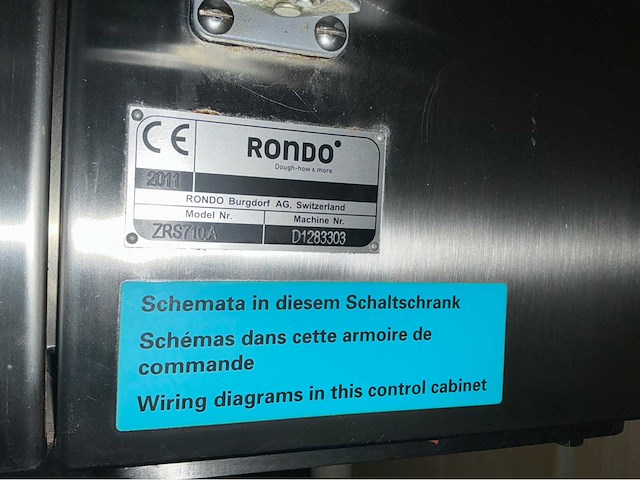 CE
RONDO
Dough-how & more.
2011
RONDO Burgdorf AG, Switzerland
Model Nr. Machine Nr.
ZRS710A D1283303
Schemata in diesem Schaltschrank
Schémas dans cette armoire de
commande
Wiring diagrams in this control cabinet